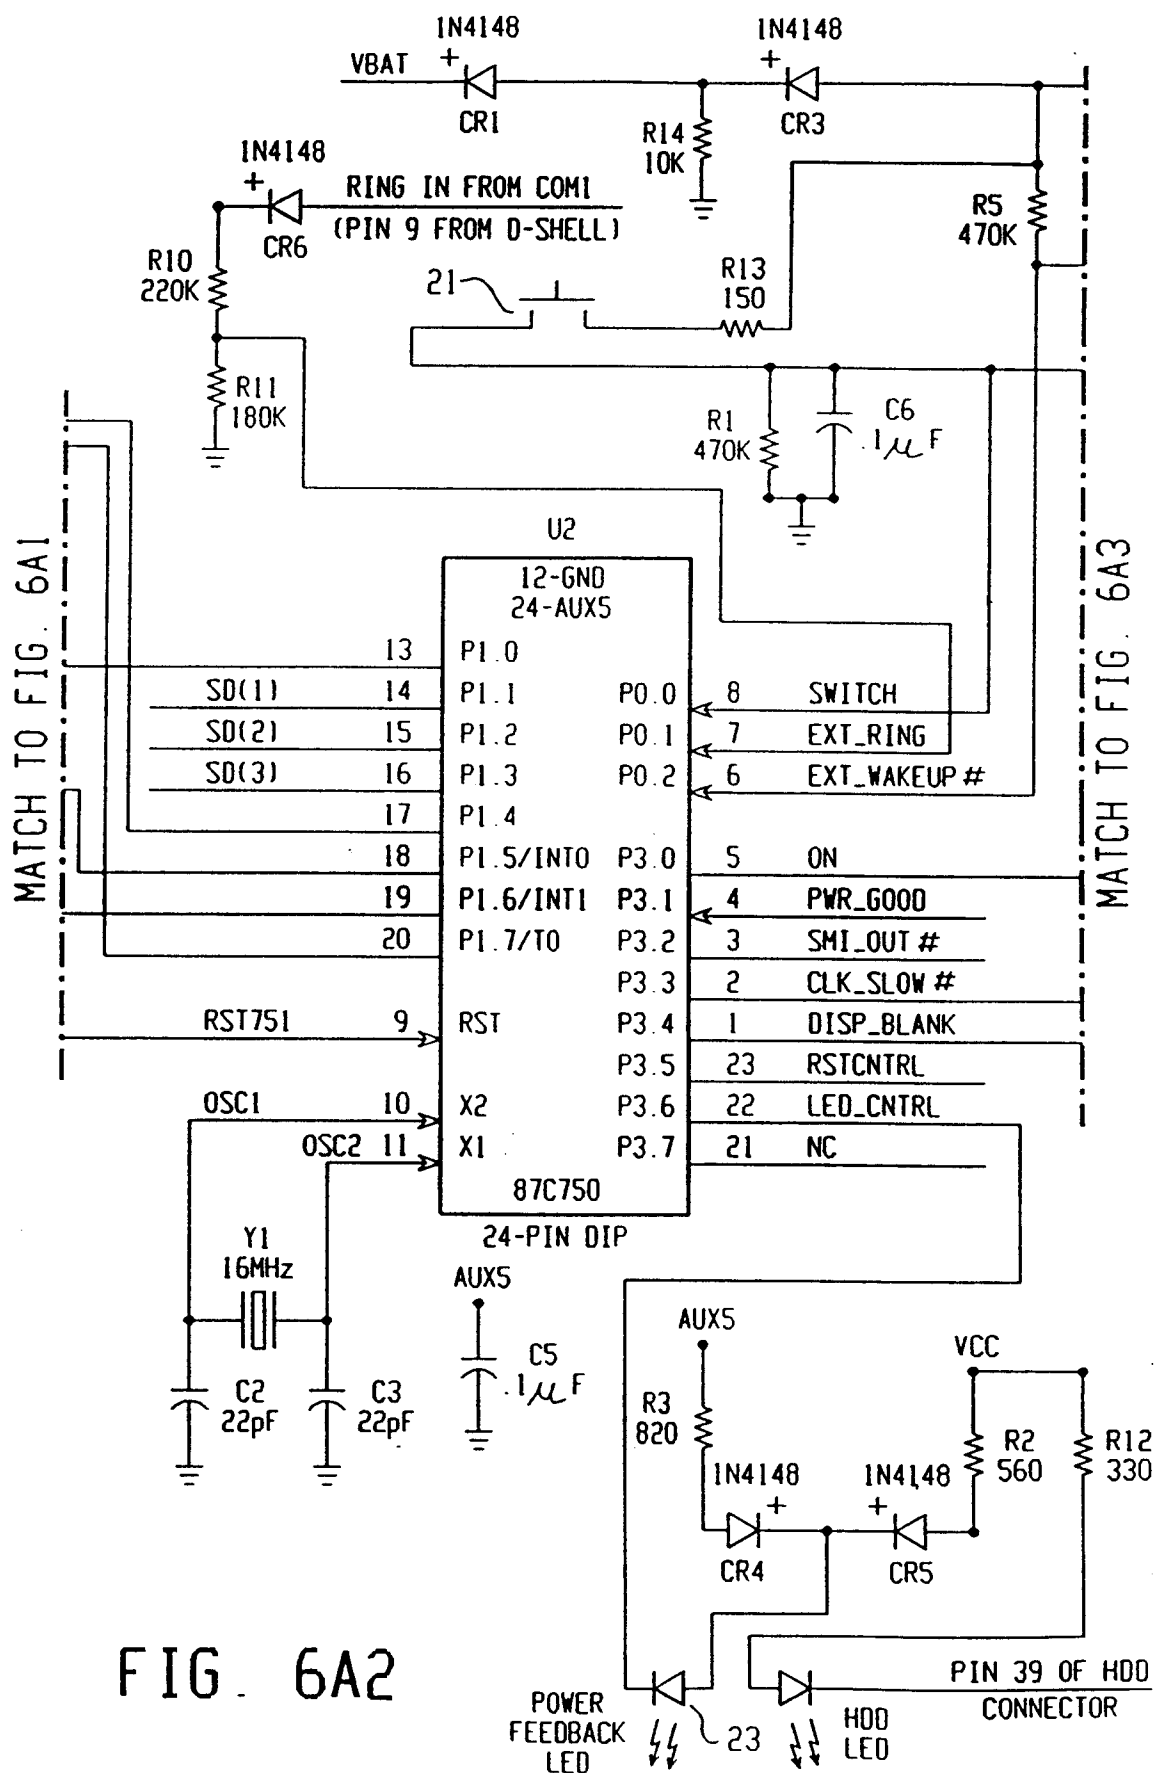 1N4148
1N4148
VBAT
+
+
CR1
CR3
R14
10K
1N4148
+
RING IN FROM COM1
(PIN 9 FROM D-SHELL)
CR6
R5
470K
R10
220K
21
R13
150
R11
180K
R1
470K
C6
.1μF
MATCH TO FIG. 6A1
MATCH TO FIG. 6A3
U2
12-GND
24-AUX5
13 P1.0
SD(1) 14 P1.1
P0.0 8 SWITCH
SD(2) 15 P1.2
P0.1 7 EXT_RING
SD(3) 16 P1.3
P0.2 6 EXT_WAKEUP#
17 P1.4
18 P1.5/INT0
P3.0 5 ON
19 P1.6/INT1
P3.1 4 PWR_GOOD
20 P1.7/T0
P3.2 3 SMI_OUT#
P3.3 2 CLK_SLOW#
RST751 9 RST
P3.4 1 DISP_BLANK
P3.5 23 RSTCNTRL
OSC1 10 X2
P3.6 22 LED_CNTRL
OSC2 11 X1
P3.7 21 NC
87C750
24-PIN DIP
Y1
16MHz
AUX5
C5
.1μF
C2
22pF
C3
22pF
AUX5
VCC
R3
820
R2
560
R12
330
1N4148
+
1N4148
+
CR4
CR5
FIG. 6A2
PIN 39 OF HDD
CONNECTOR
POWER
FEEDBACK
LED
23
HDD
LED